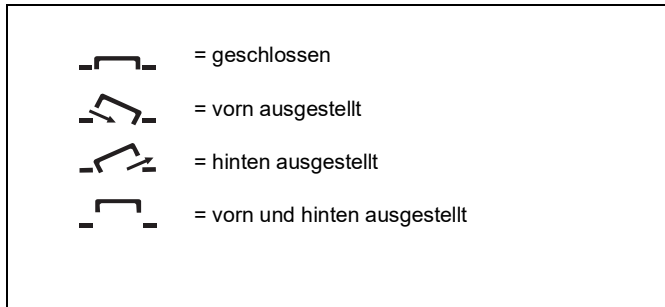 = geschlossen
= vorn ausgestellt
= hinten ausgestellt
= vorn und hinten ausgestellt